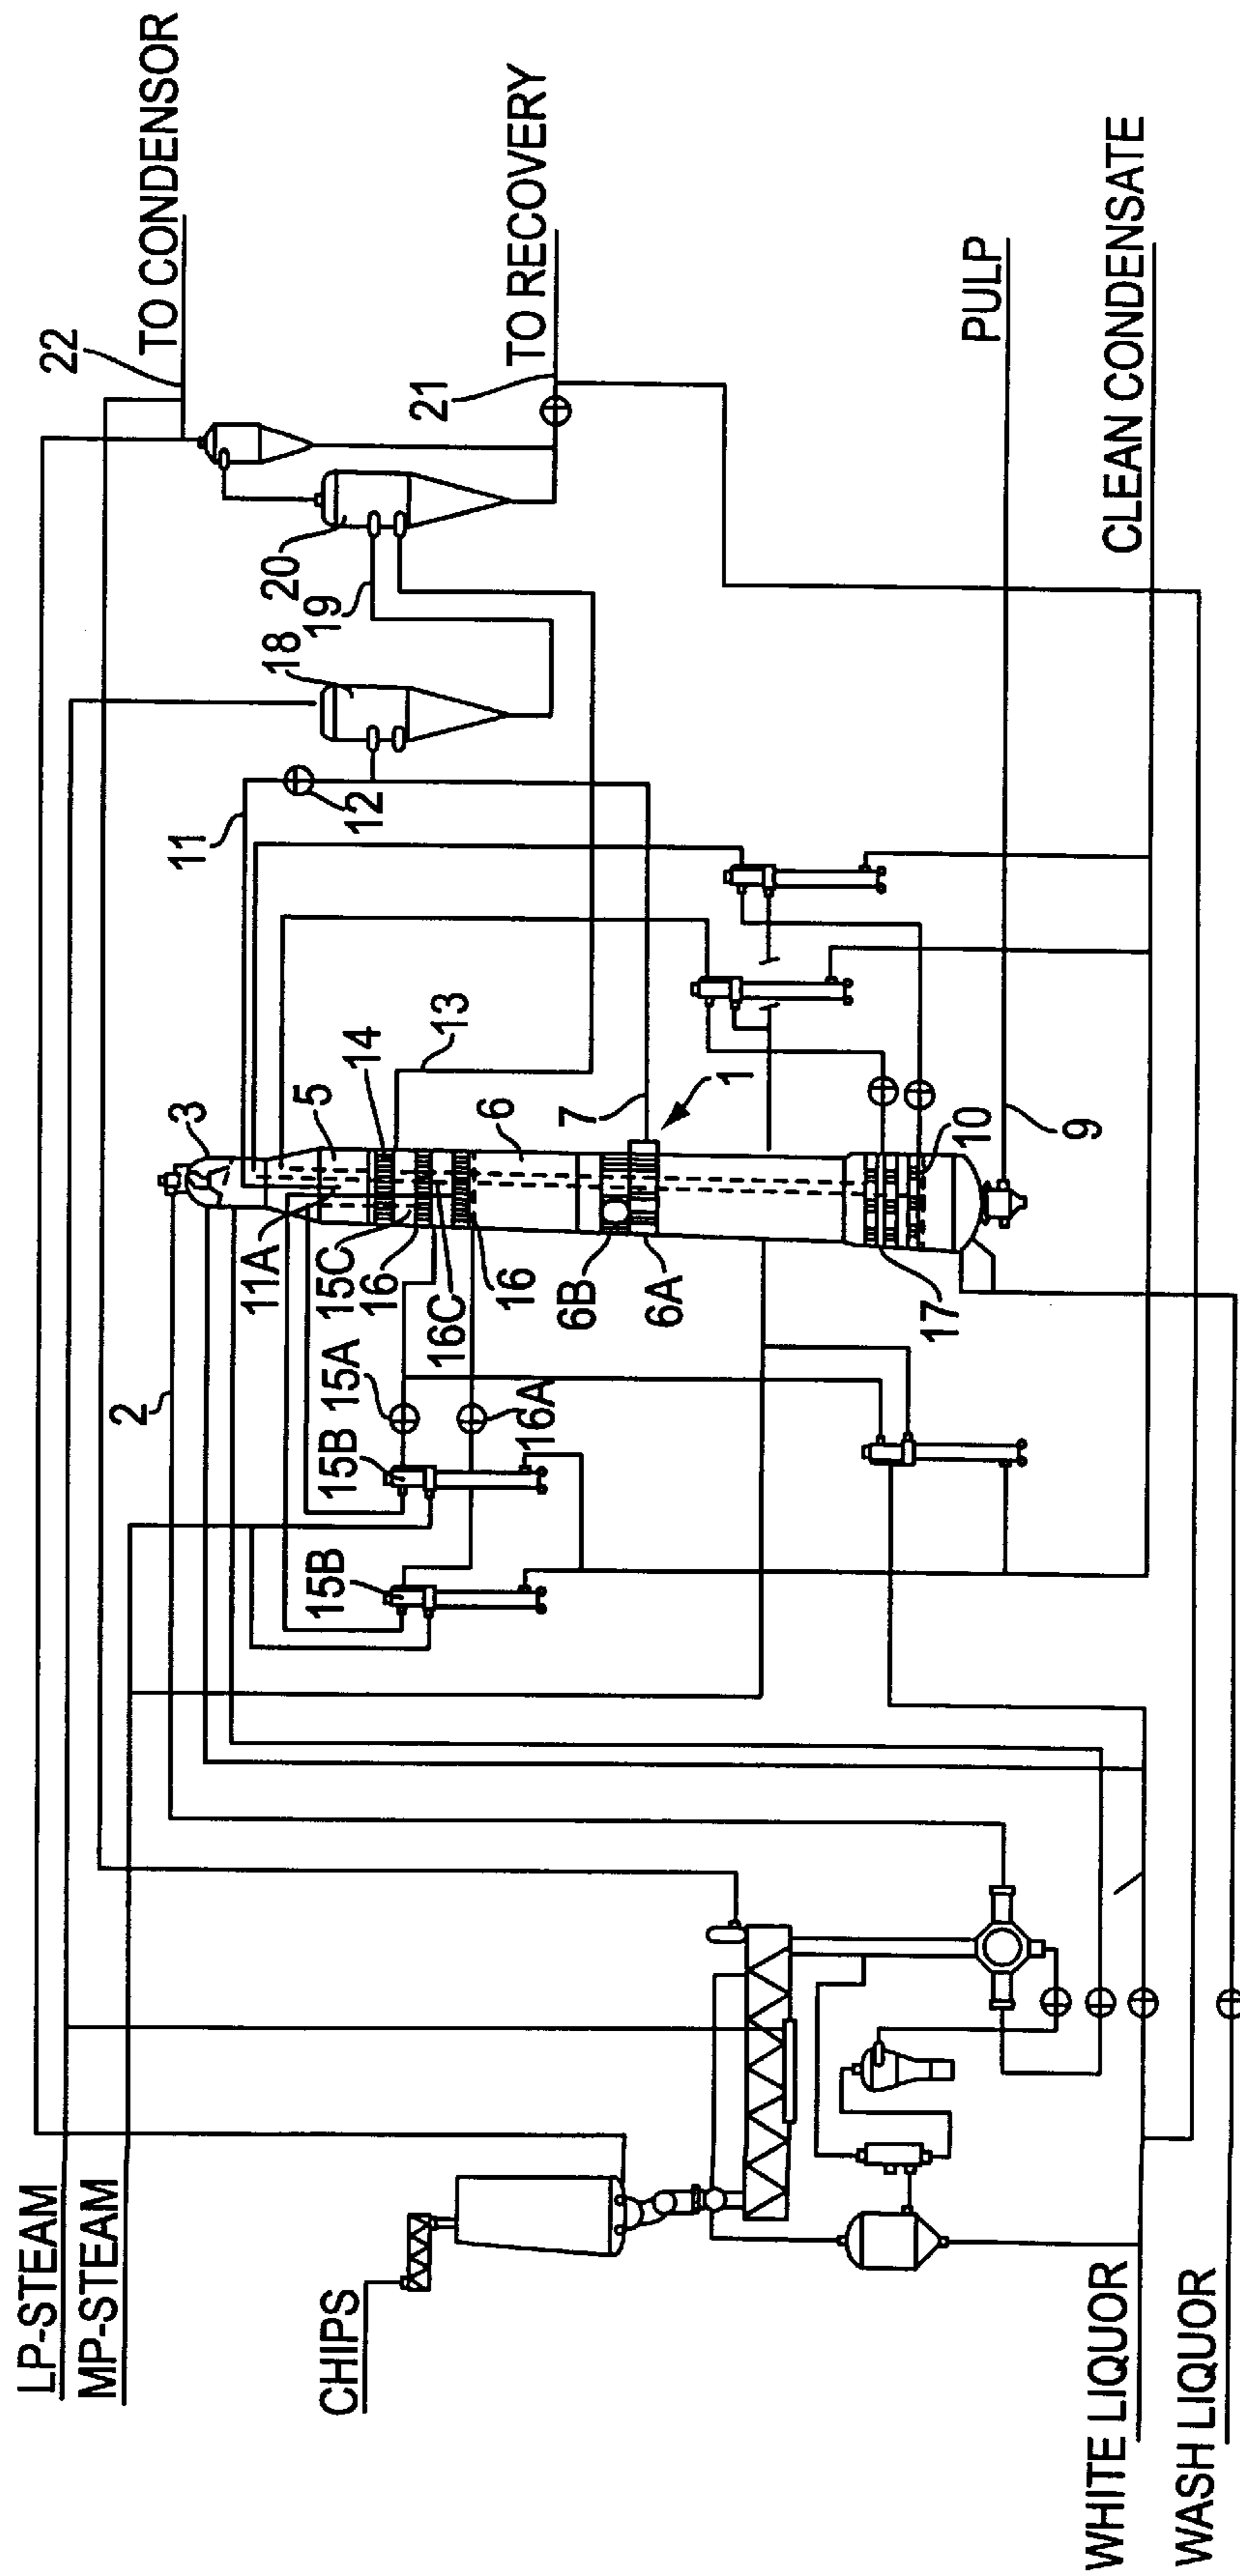 LP-STEAM
MP-STEAM
CHIPS
WHITE LIQUOR
WASH LIQUOR
2
15B
15B
15A
16A
11A
15C
16
16C
16
6B
6A
17
3
5
14
13
6
7
1
10
9
11
12
18
19
20
21
22
TO CONDENSOR
TO RECOVERY
PULP
CLEAN CONDENSATE